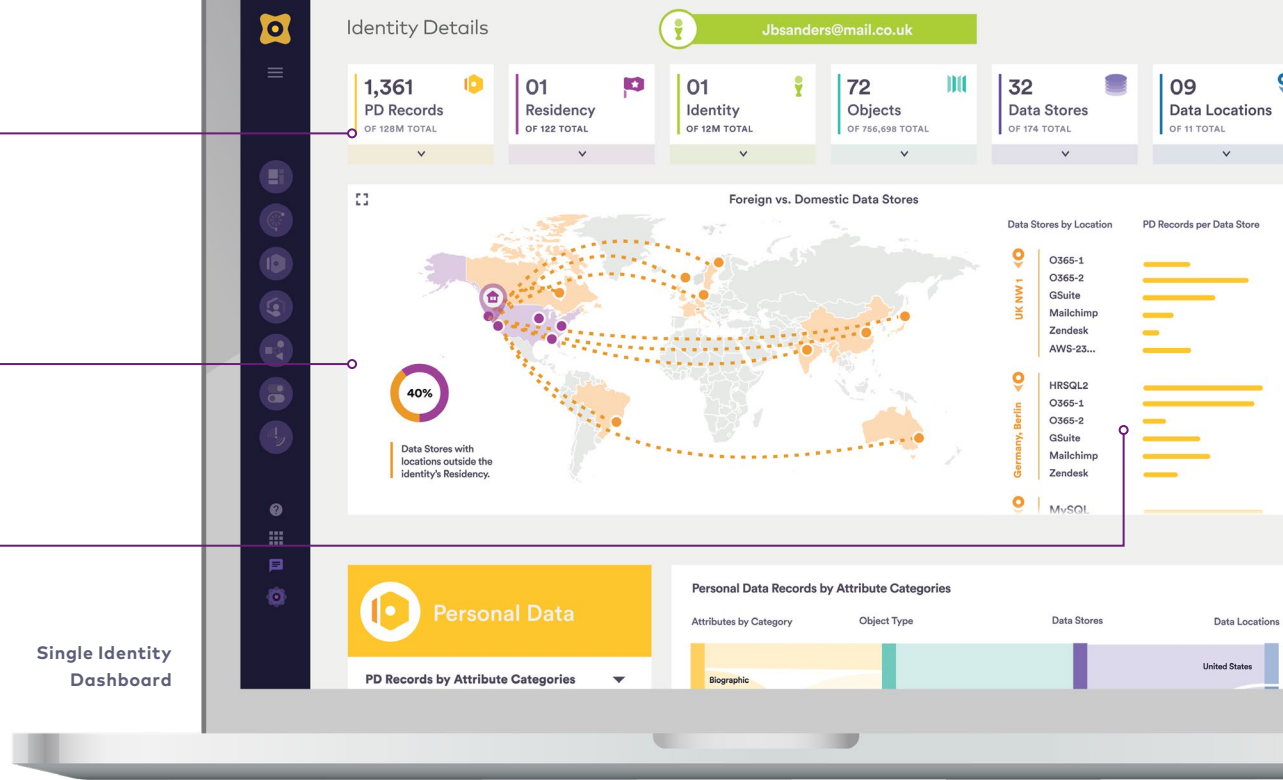 Identity Details
Jbsanders@mail.co.uk
1,361
PD Records
OF 128M TOTAL
01
Residency
OF 122 TOTAL
01
Identity
OF 12M TOTAL
72
Objects
OF 756,698 TOTAL
32
Data Stores
OF 174 TOTAL
09
Data Locations
OF 11 TOTAL
Foreign vs. Domestic Data Stores
40%
Data Stores with
locations outside the
identity's Residency.
Data Stores by Location
PD Records per Data Store
UK NW 1
O365-1
O365-2
GSuite
Mailchimp
Zendesk
AWS-23...
Germany, Berlin
HRSQL2
O365-1
O365-2
GSuite
Mailchimp
Zendesk
MySQL
Personal Data
PD Records by Attribute Categories
Personal Data Records by Attribute Categories
Attributes by Category
Object Type
Data Stores
Data Locations
Biographic
United States
Single Identity
Dashboard